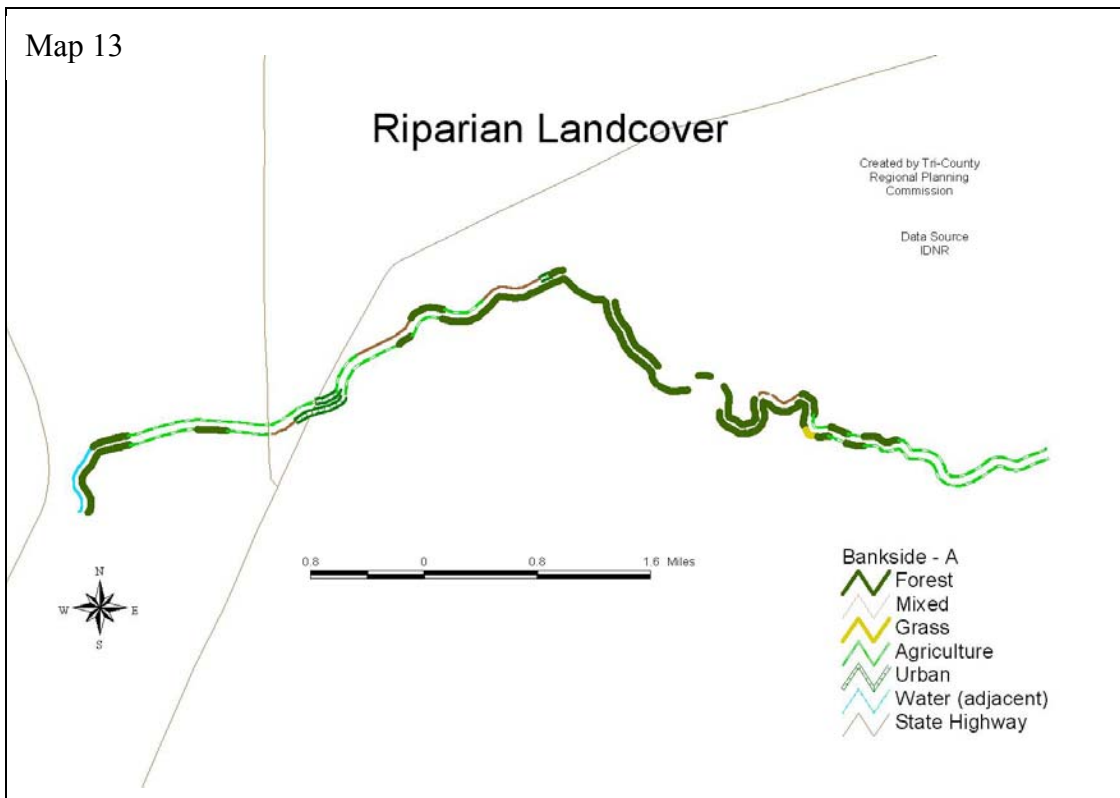 Map 13
Riparian Landcover
Created by Tri-County
Regional Planning
Commission
Data Source
IDNR
0.8 0 0.8 1.6 Miles
N
W E
S
Bankside - A
Forest
Mixed
Grass
Agriculture
Urban
Water (adjacent)
State Highway